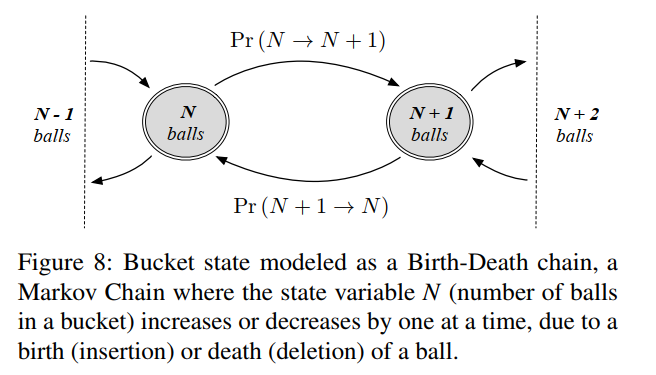 Pr (N → N + 1)
N - 1
balls
N
balls
N + 1
balls
N + 2
balls
Pr (N + 1 → N)
Figure 8: Bucket state modeled as a Birth-Death chain, a
Markov Chain where the state variable N (number of balls
in a bucket) increases or decreases by one at a time, due to a
birth (insertion) or death (deletion) of a ball.